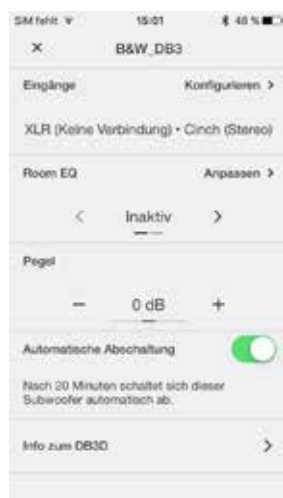 SIM fehlt 15:01 48 %
× B&W_DB3
Eingänge Konfigurieren >
XLR (Keine Verbindung) • Cinch (Stereo)
Room EQ Anpassen >
< Inaktiv >
Pegel
− 0 dB +
Automatische Abschaltung
Nach 20 Minuten schaltet sich dieser
Subwoofer automatisch ab.
Info zum DB3D >